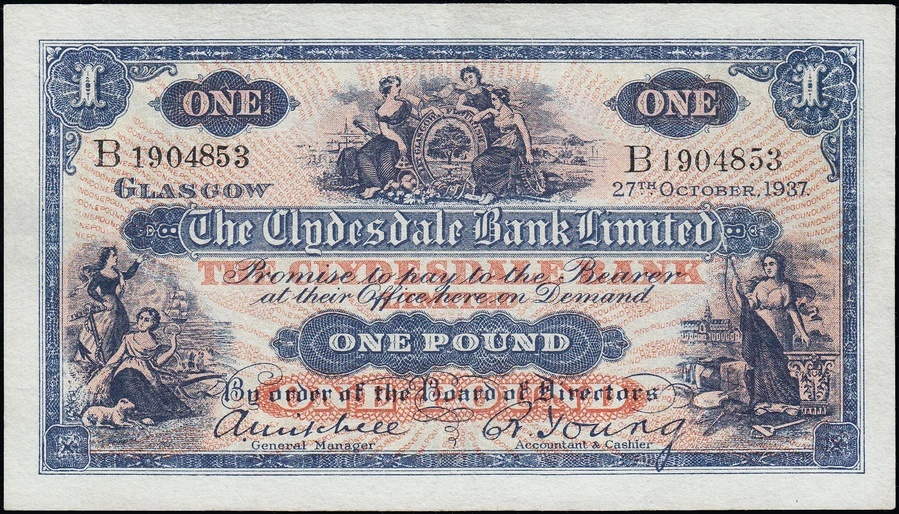 1 ONE ONE 1
B 1904853 B 1904853
GLASGOW 27TH OCTOBER, 1937.
The Clydesdale Bank Limited
THE CLYDESDALE BANK
Promise to pay to the Bearer
at their Office here on Demand
ONE POUND
By order of the Board of Directors
General Manager Accountant & Cashier